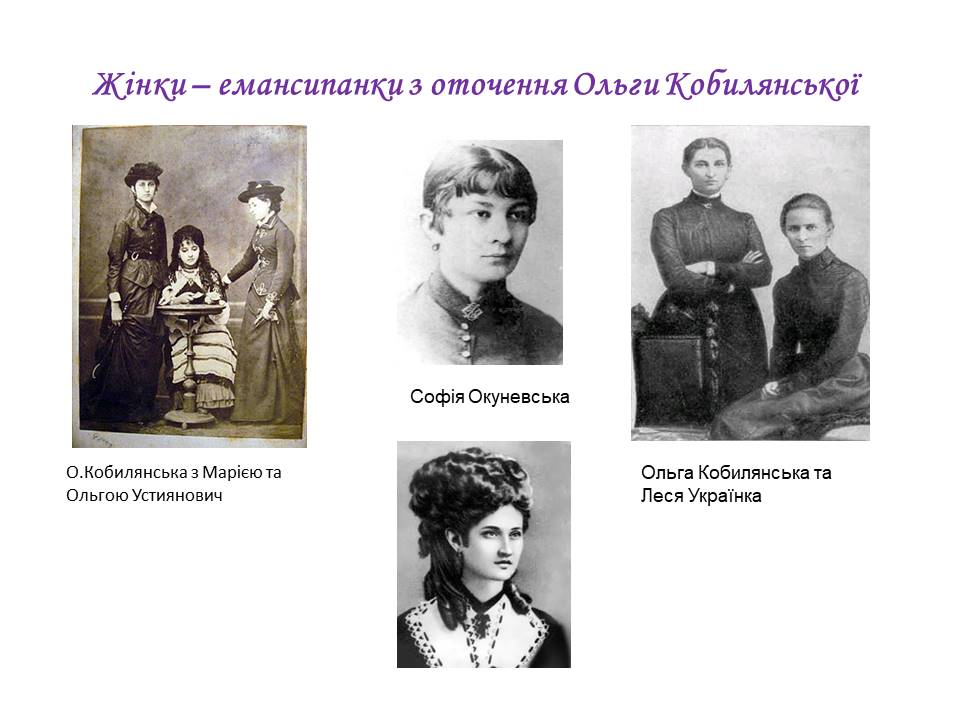 Жінки – емансипанки з оточення Ольги Кобилянської
Софія Окуневська
О.Кобилянська з Марією та
Ольгою Устиянович
Ольга Кобилянська та
Леся Українка